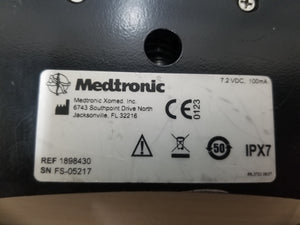 Medtronic
7.2 VDC, 100mA
Medtronic Xomed, Inc.
6743 Southpoint Drive North
Jacksonville, FL 32216
CE 0123
50
IPX7
REF 1898430
SN FS-05217